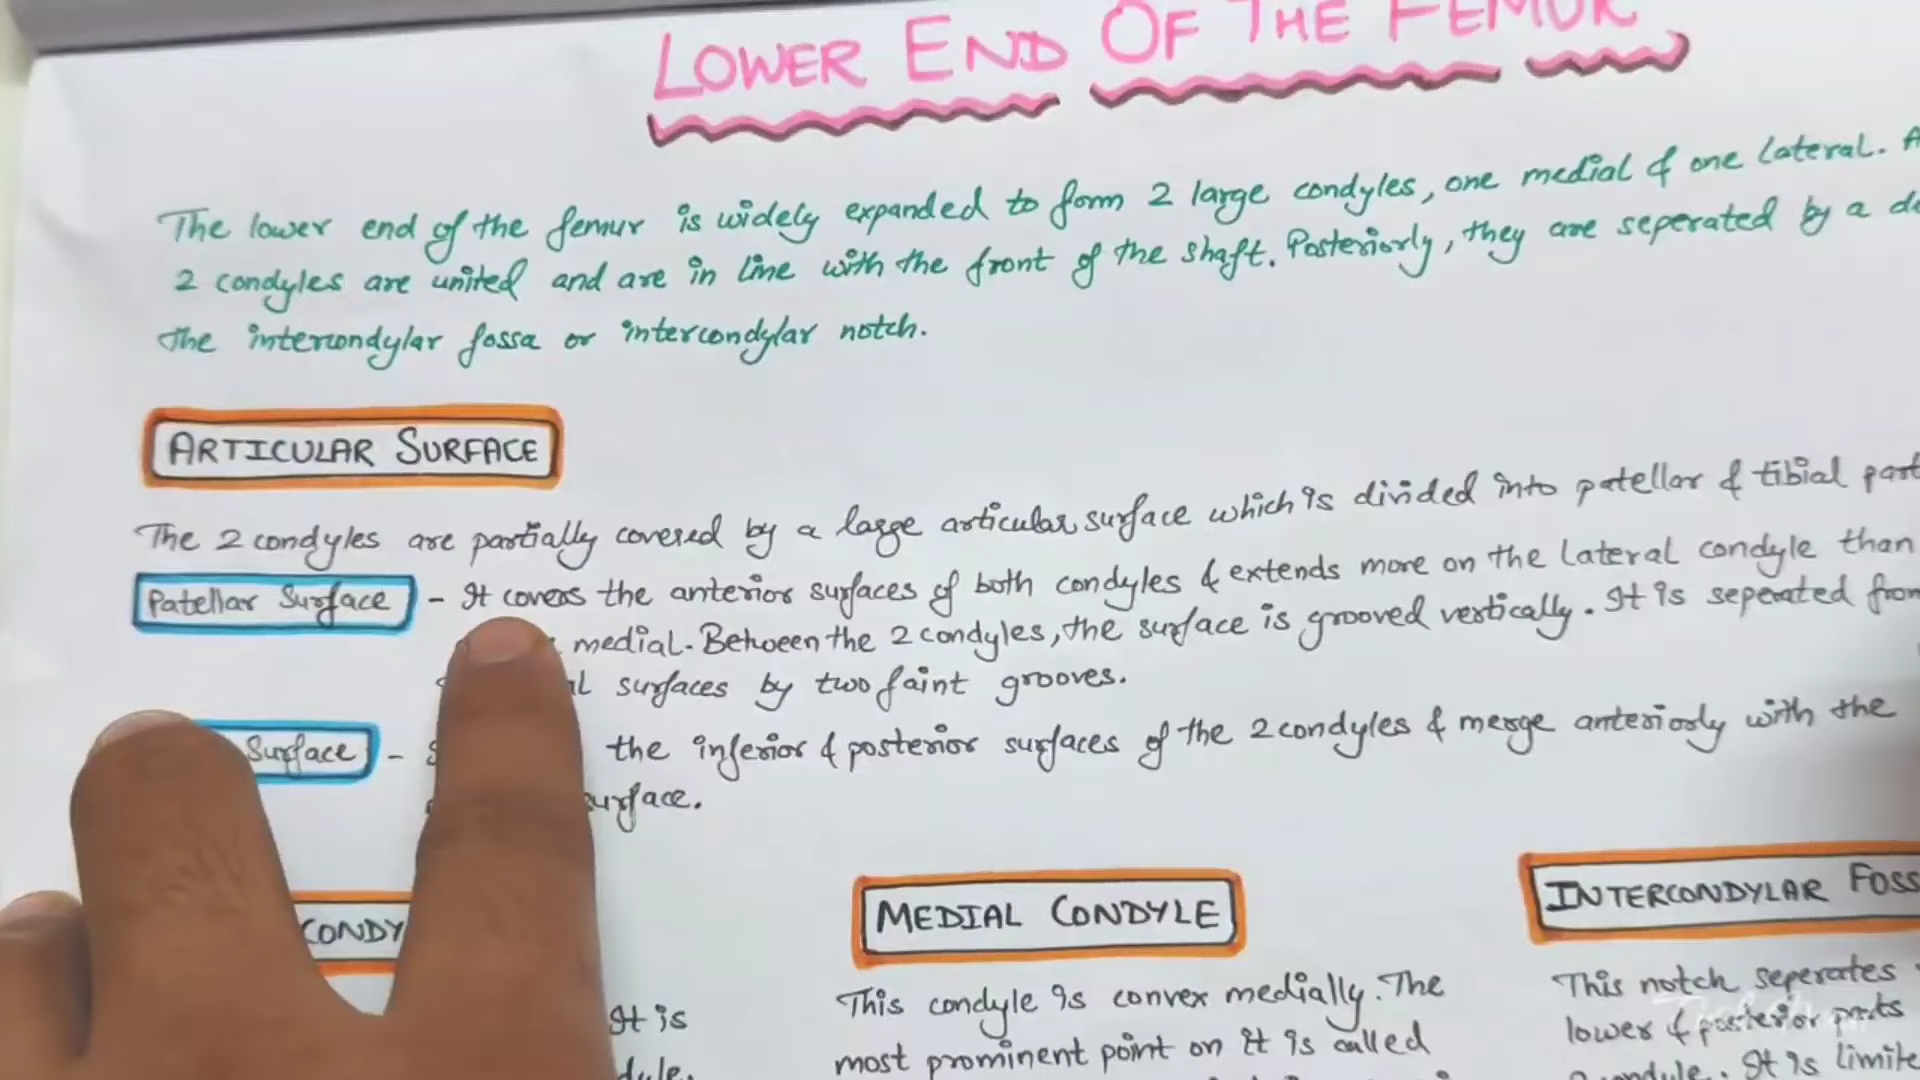 LOWER END OF THE FEMUR
The lower end of the femur is widely expanded to form 2 large condyles, one medial & one lateral.
2 condyles are united and are in line with the front of the shaft. Posteriorly, they are seperated by a
the intercondylar fossa or intercondylar notch.
ARTICULAR SURFACE
The 2 condyles are partially covered by a large articular surface which is divided into patellar & tibial part
Patellar Surface - It covers the anterior surfaces of both condyles & extends more on the lateral condyle than
medial. Between the 2 condyles, the surface is grooved vertically. It is seperated from
surfaces by two faint grooves.
Surface - the inferior & posterior surfaces of the 2 condyles & merge anteriorly with the
surface.
MEDIAL CONDYLE
It is
This condyle is convex medially. The
most prominent point on it is called
INTERCONDYLAR
This notch seperates
lower & posterior parts
It is